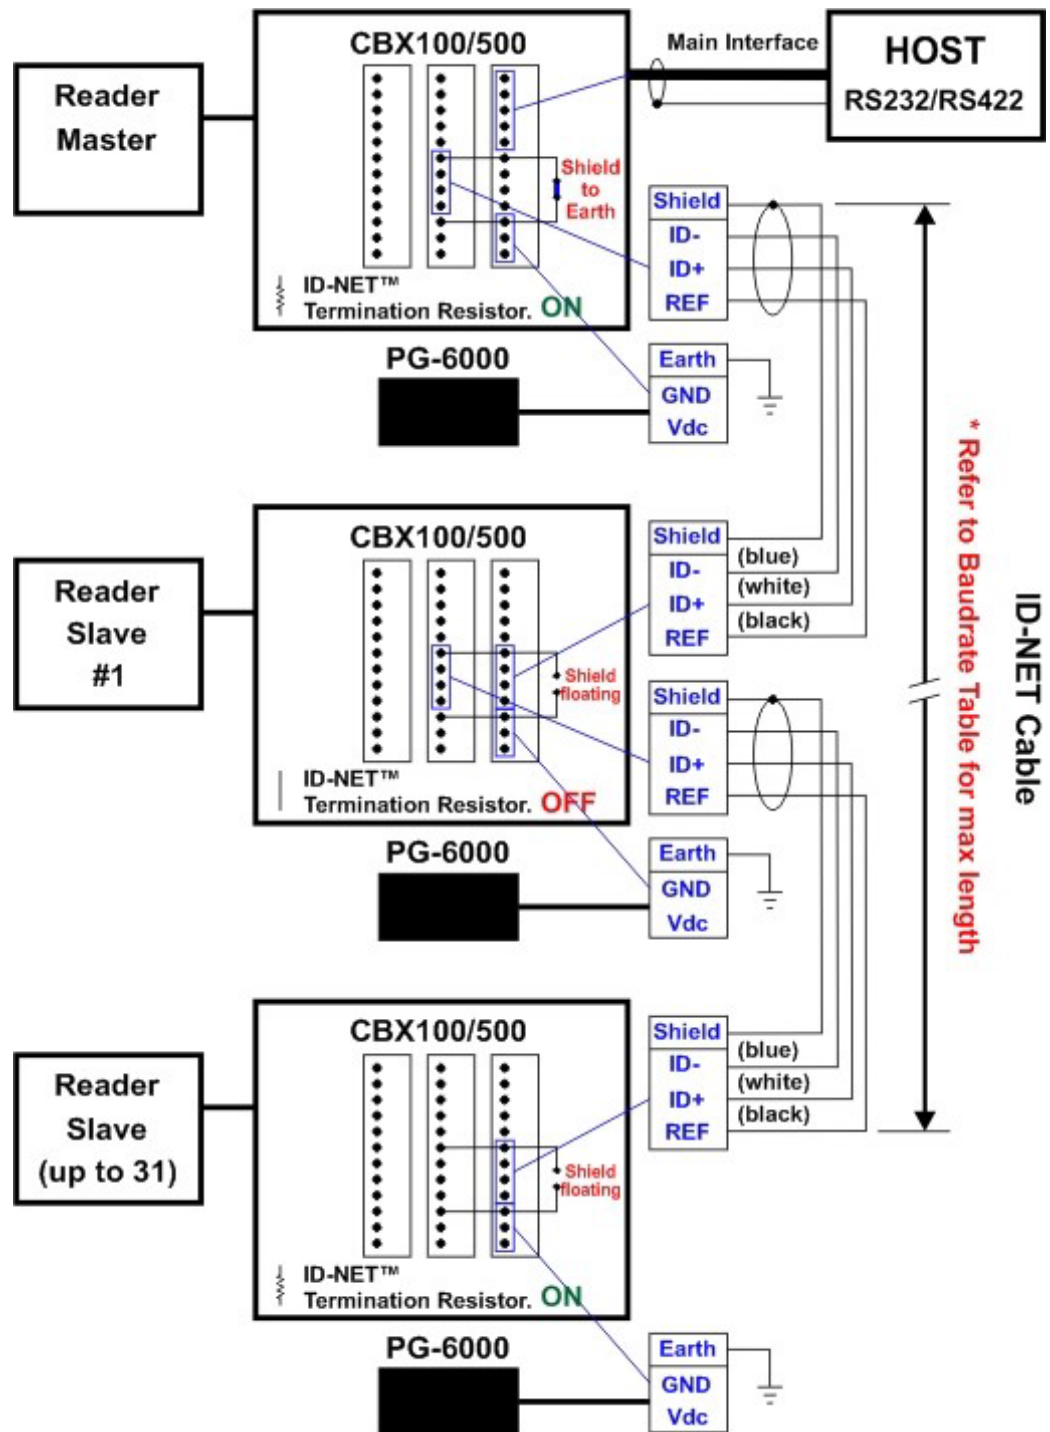 CBX100/500
Main Interface
HOST
RS232/RS422
Reader
Master
Shield
to
Earth
Shield
ID-
ID+
REF
ID-NET™
Termination Resistor. ON
PG-6000
Earth
GND
Vdc
CBX100/500
Reader
Slave
#1
Shield
ID-
ID+
REF
(blue)
(white)
(black)
Shield
floating
Shield
ID-
ID+
REF
ID-NET™
Termination Resistor. OFF
PG-6000
Earth
GND
Vdc
CBX100/500
Reader
Slave
(up to 31)
Shield
ID-
ID+
REF
(blue)
(white)
(black)
Shield
floating
ID-NET™
Termination Resistor. ON
PG-6000
Earth
GND
Vdc
* Refer to Baudrate Table for max length
ID-NET Cable